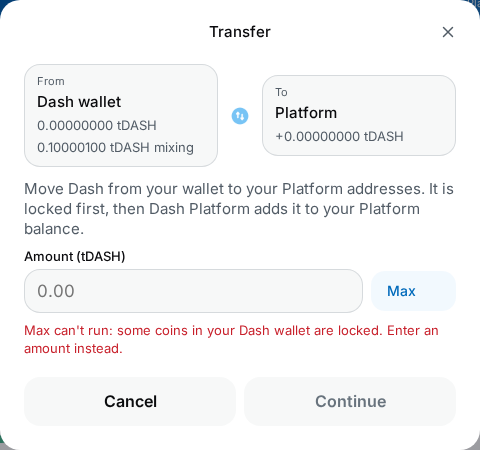 Transfer
From
Dash wallet
0.00000000 tDASH
0.10000100 tDASH mixing
To
Platform
+0.00000000 tDASH
Move Dash from your wallet to your Platform addresses. It is
locked first, then Dash Platform adds it to your Platform
balance.
Amount (tDASH)
0.00
Max
Max can't run: some coins in your Dash wallet are locked. Enter an
amount instead.
Cancel
Continue